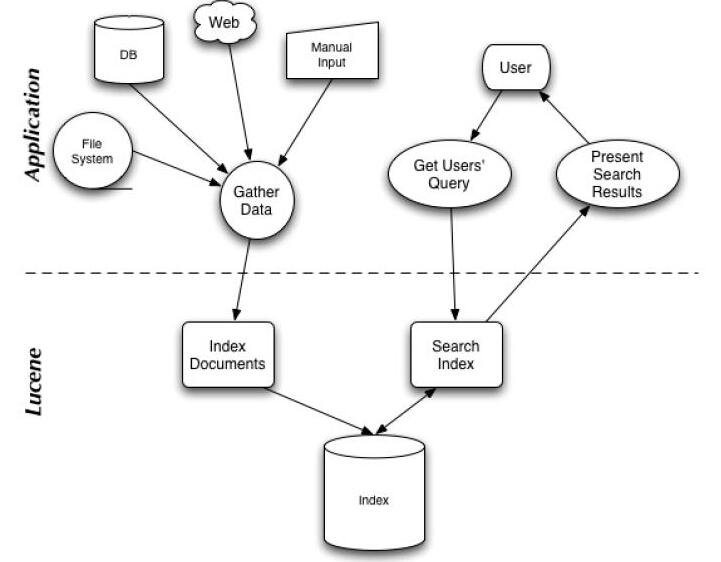 Application
DB
Web
Manual
Input
User
File
System
Gather
Data
Get Users'
Query
Present
Search
Results
Lucene
Index
Documents
Search
Index
Index